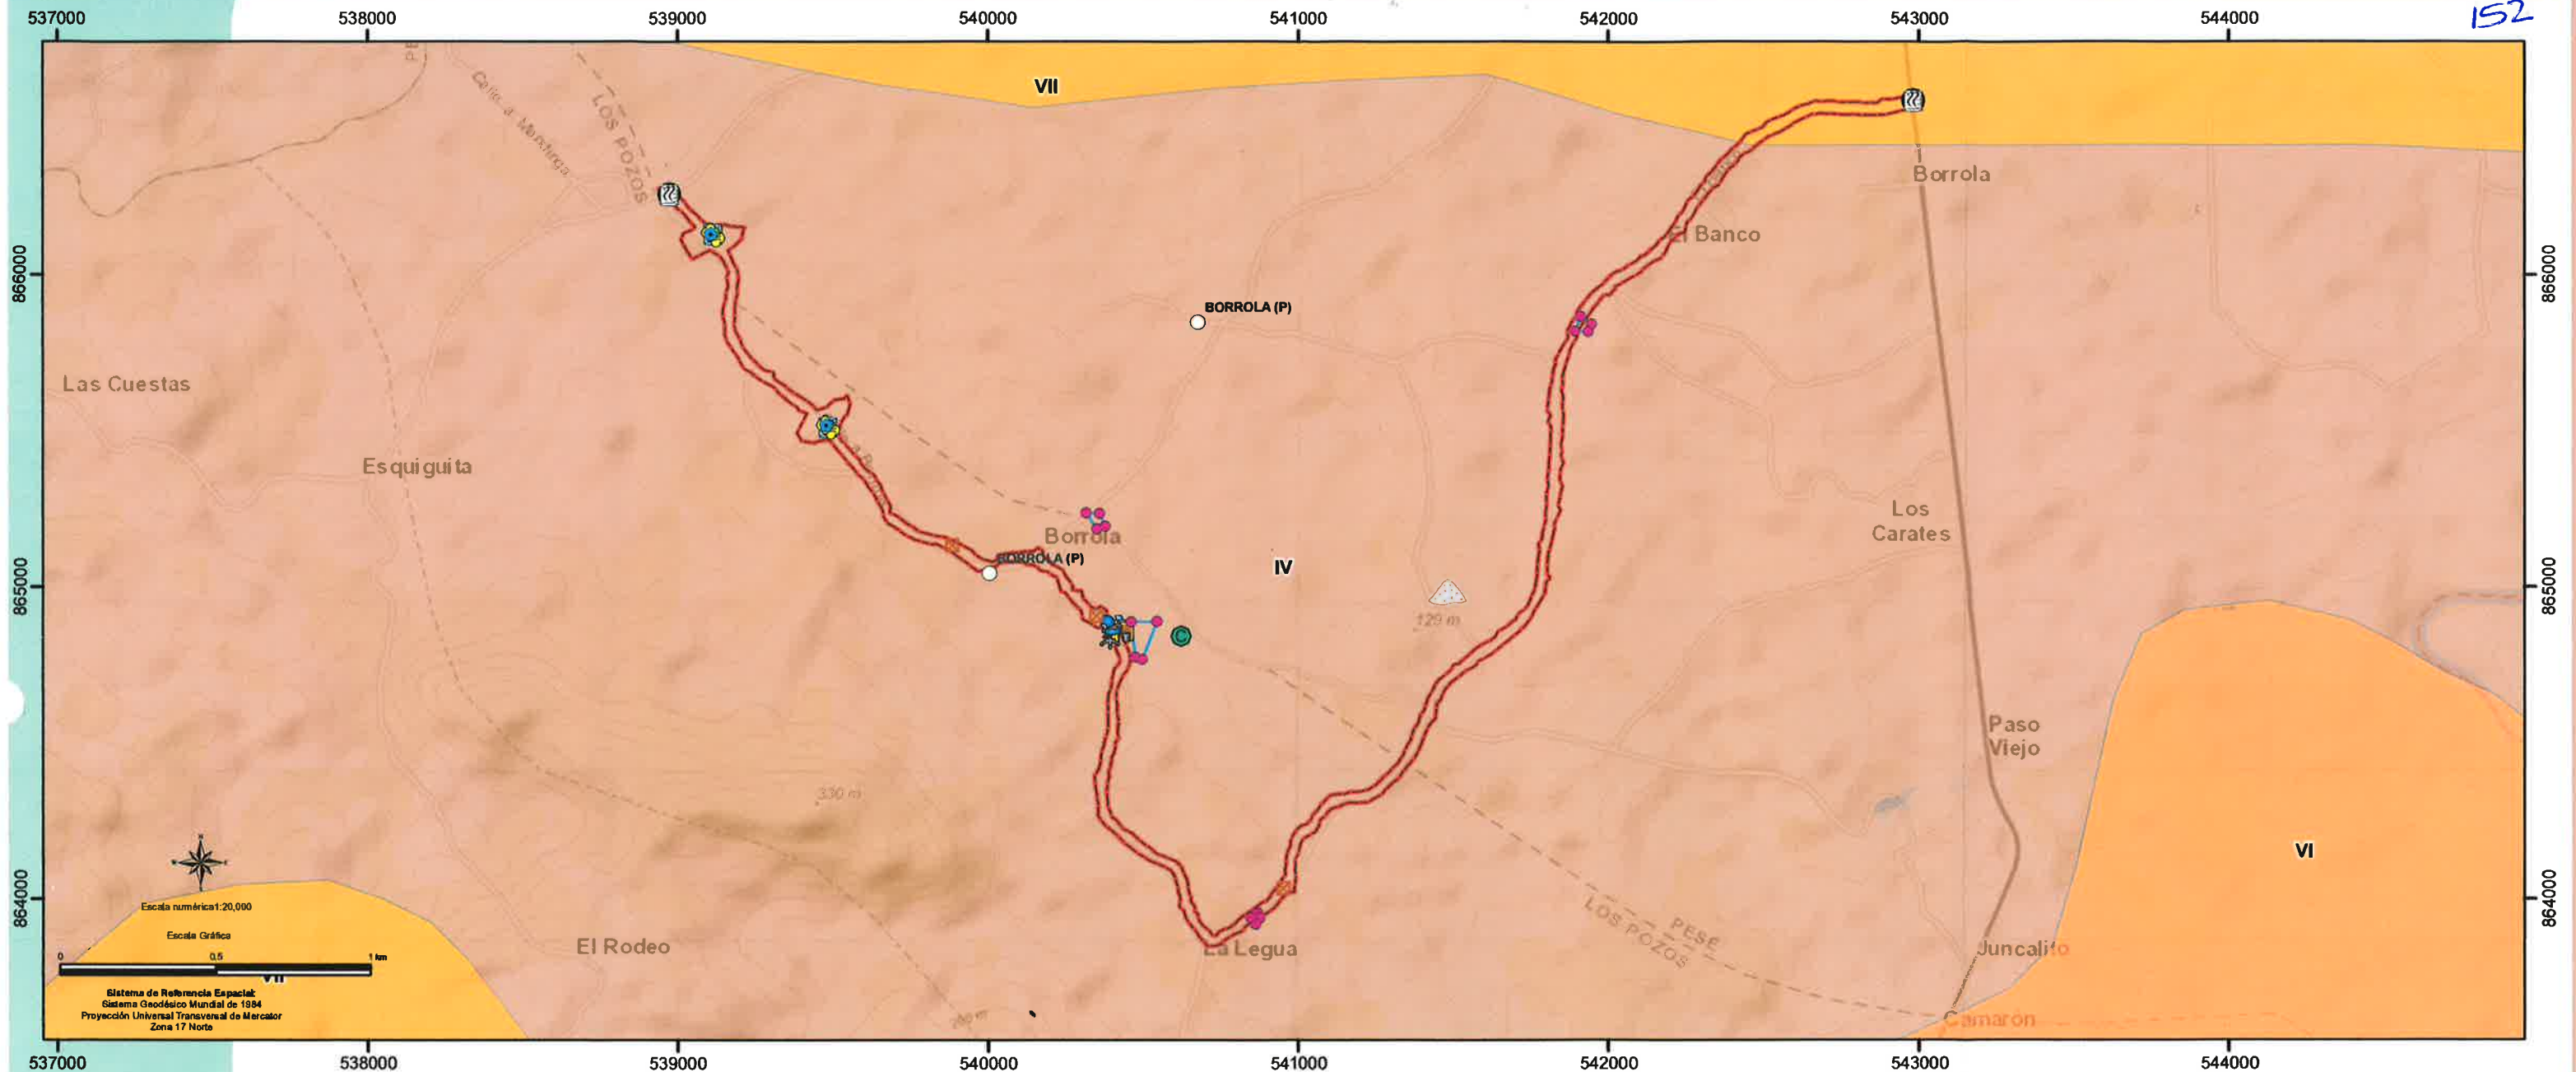 537000 538000 539000 540000 541000 542000 543000 544000
152
VII
LOS POZOS
Borrola
El Banco
866000
866000
BORROLA (P)
Las Cuestas
Esquiguita
Los
Carates
Borrola
BORROLA (P)
IV
865000
865000
129 m
Paso
Viejo
330 m
VI
864000
864000
Escala numérica 1:20,000
Escala Gráfica
0 0.5 1 km
VII
El Rodeo
La Legua
PESE
LOS POZOS
Juncalito
Sistema de Referencia Espacial:
Sistema Geodésico Mundial de 1984
Proyección Universal Transversal de Mercator
Zona 17 Norte
Camarón
537000 538000 539000 540000 541000 542000 543000 544000